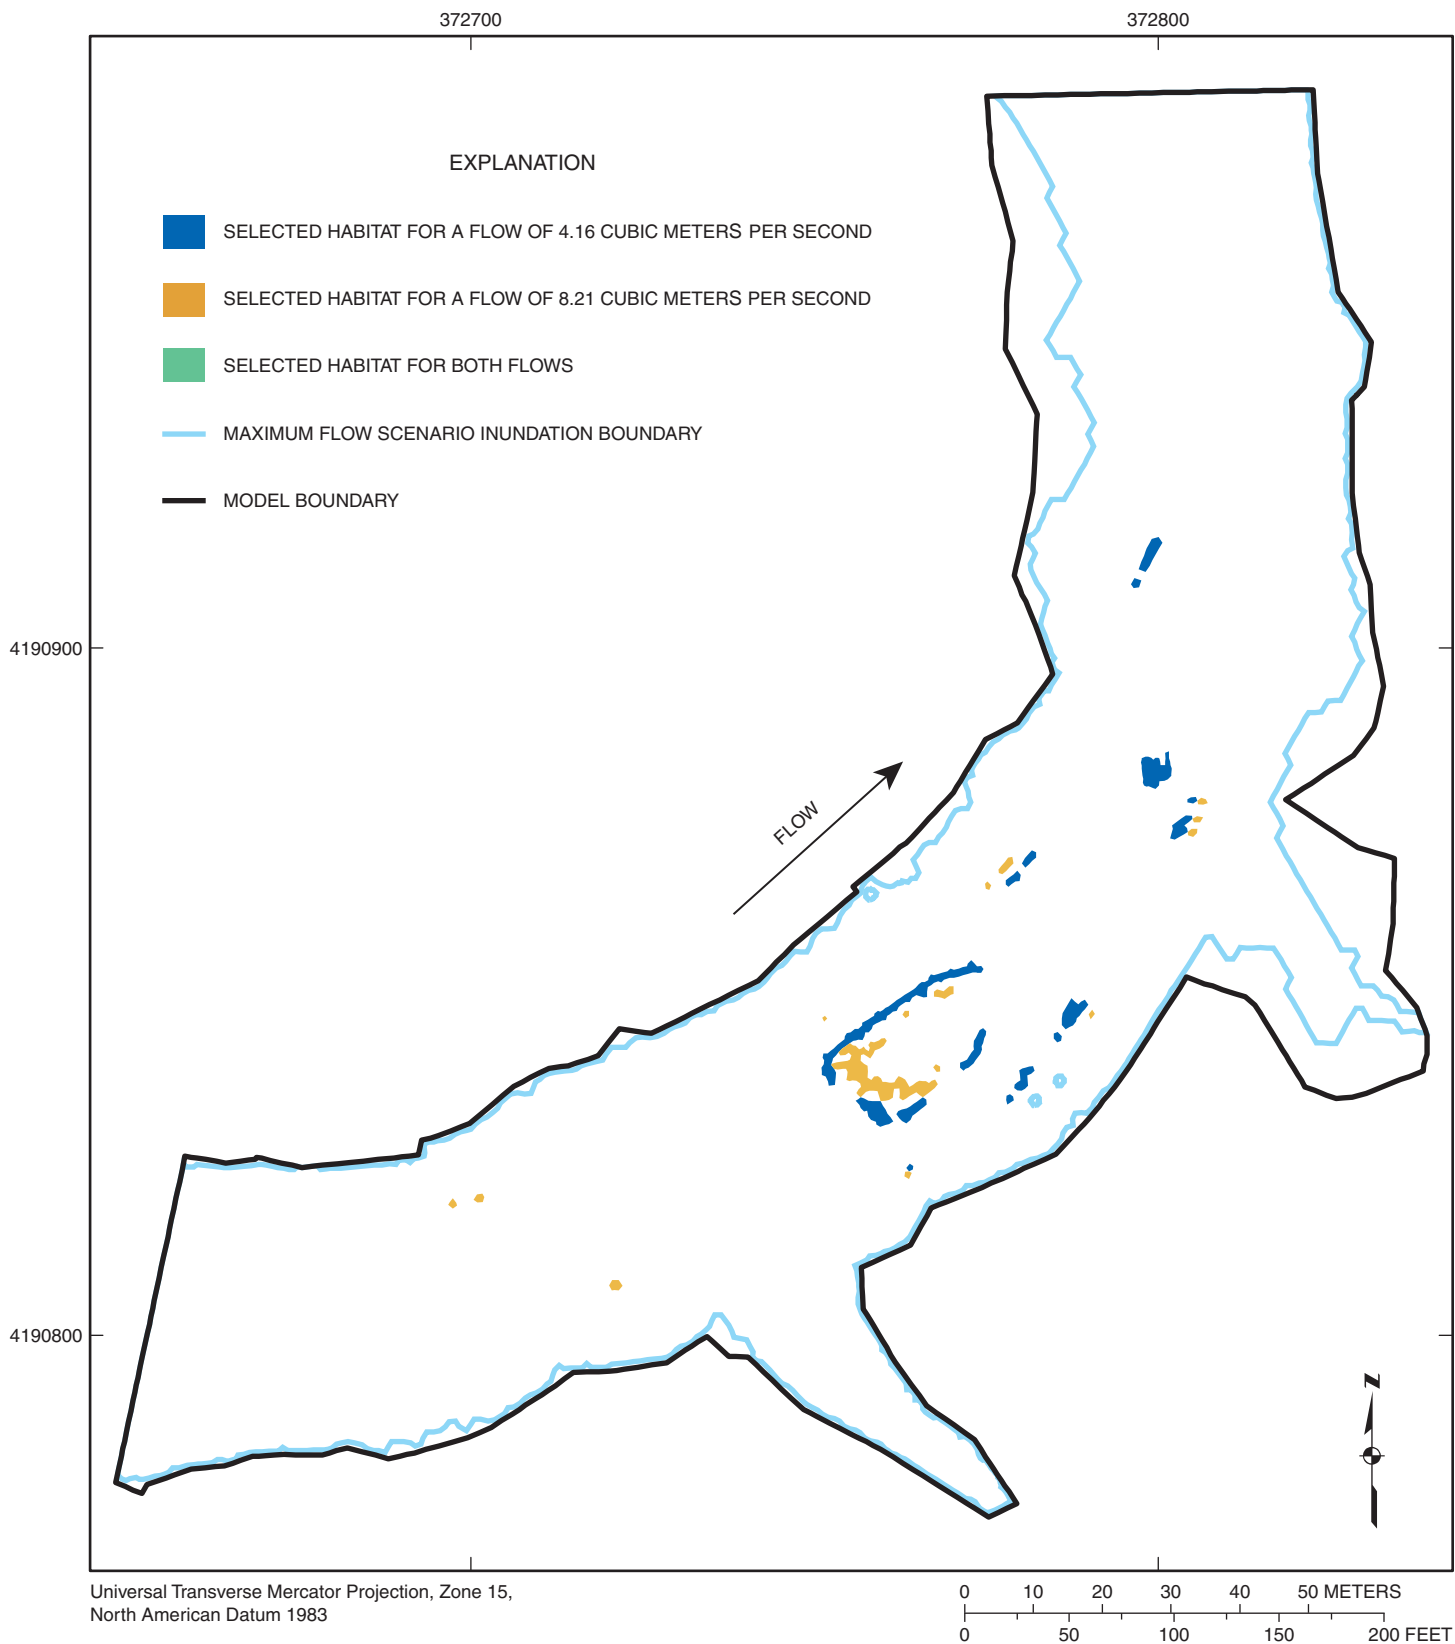 372700 372800
EXPLANATION
SELECTED HABITAT FOR A FLOW OF 4.16 CUBIC METERS PER SECOND
SELECTED HABITAT FOR A FLOW OF 8.21 CUBIC METERS PER SECOND
SELECTED HABITAT FOR BOTH FLOWS
MAXIMUM FLOW SCENARIO INUNDATION BOUNDARY
MODEL BOUNDARY
4190900
FLOW
4190800
N
Universal Transverse Mercator Projection, Zone 15,
North American Datum 1983
0 10 20 30 40 50 METERS
0 50 100 150 200 FEET